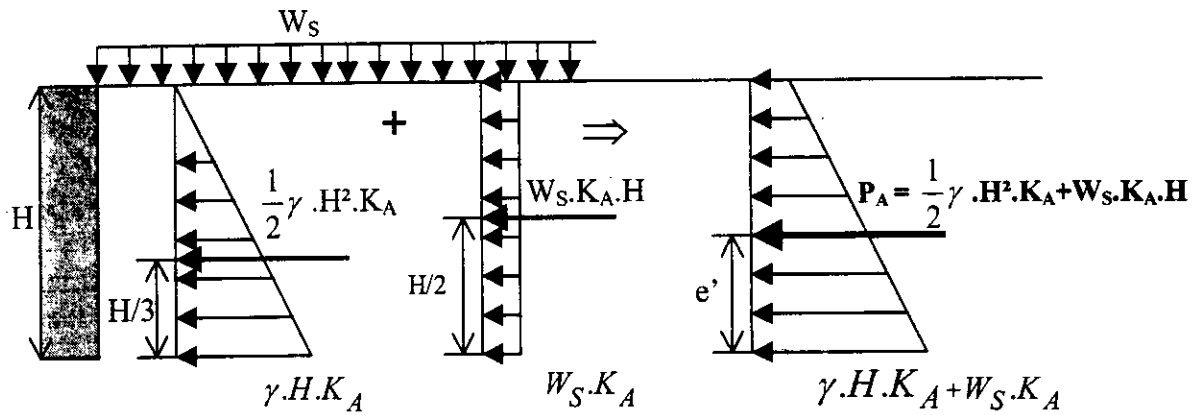 W_S
H
H/3
1/2 γ .H².K_A
γ.H.K_A
+
H/2
W_S.K_A.H
W_S.K_A
⇒
e'
P_A = 1/2 γ .H².K_A+W_S.K_A.H
γ.H.K_A+W_S.K_A